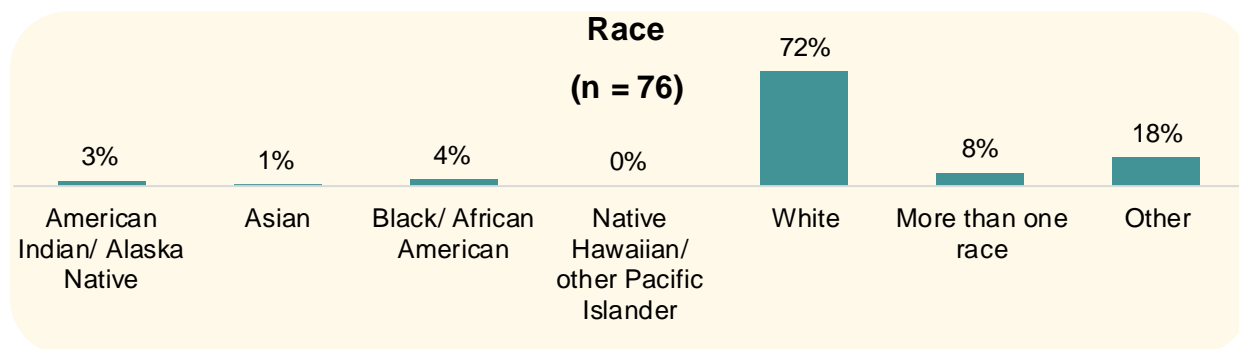 Race
(n = 76)
72%
3%
1%
4%
0%
8%
18%
American
Indian/ Alaska
Native
Asian
Black/ African
American
Native
Hawaiian/
other Pacific
Islander
White
More than one
race
Other